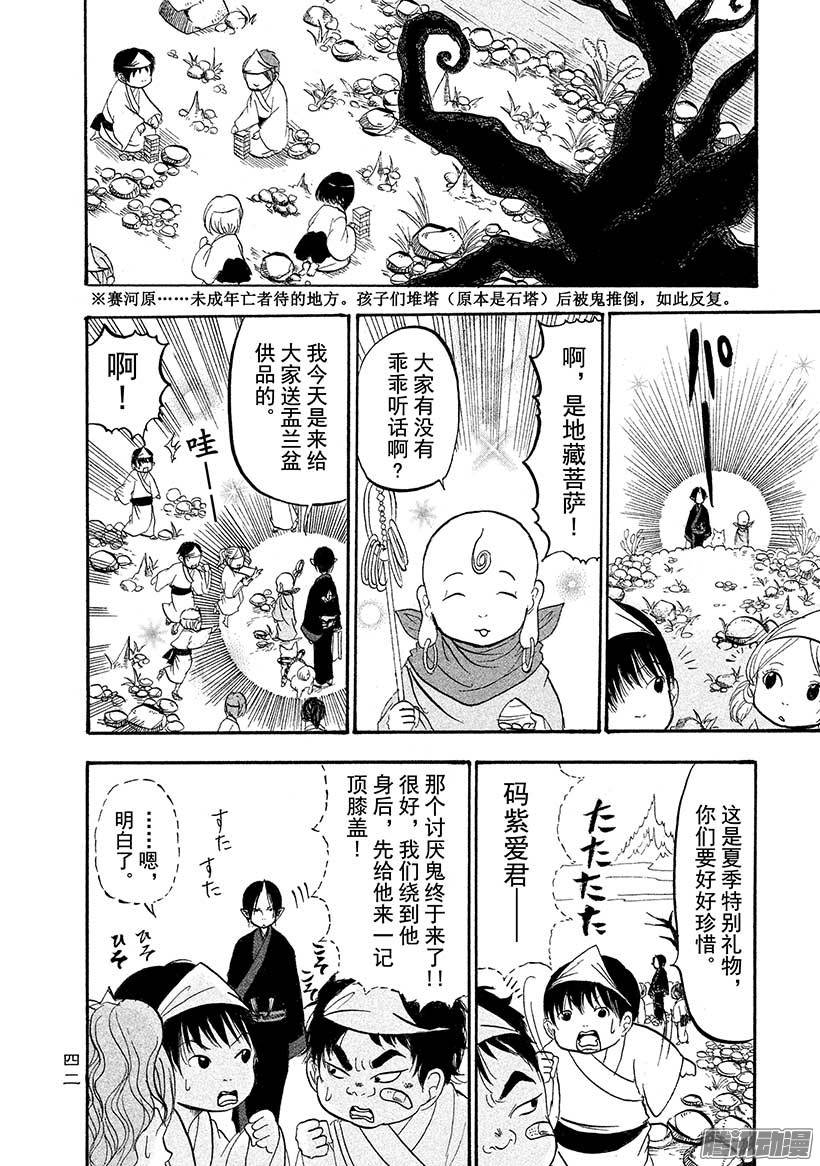 ※赛河原……未成年亡者待的地方。孩子们堆塔（原本是石塔）后被鬼推倒，如此反复。
啊，是地藏菩萨！
大家有没有
乖乖听话啊？
我今天是来给
大家送盂兰盆
供品的。
哇——
啊！
这是夏季特别礼物，
你们要好好珍惜。
たたたた
码紫爱君——
那个讨厌鬼终于来了!!
很好，我们绕到他
身后，先给他来一记
顶膝盖！
すた
すた
……嗯，
明白了。
ひそ
ひそ
ひそ
ひそ
四二
腾讯动漫